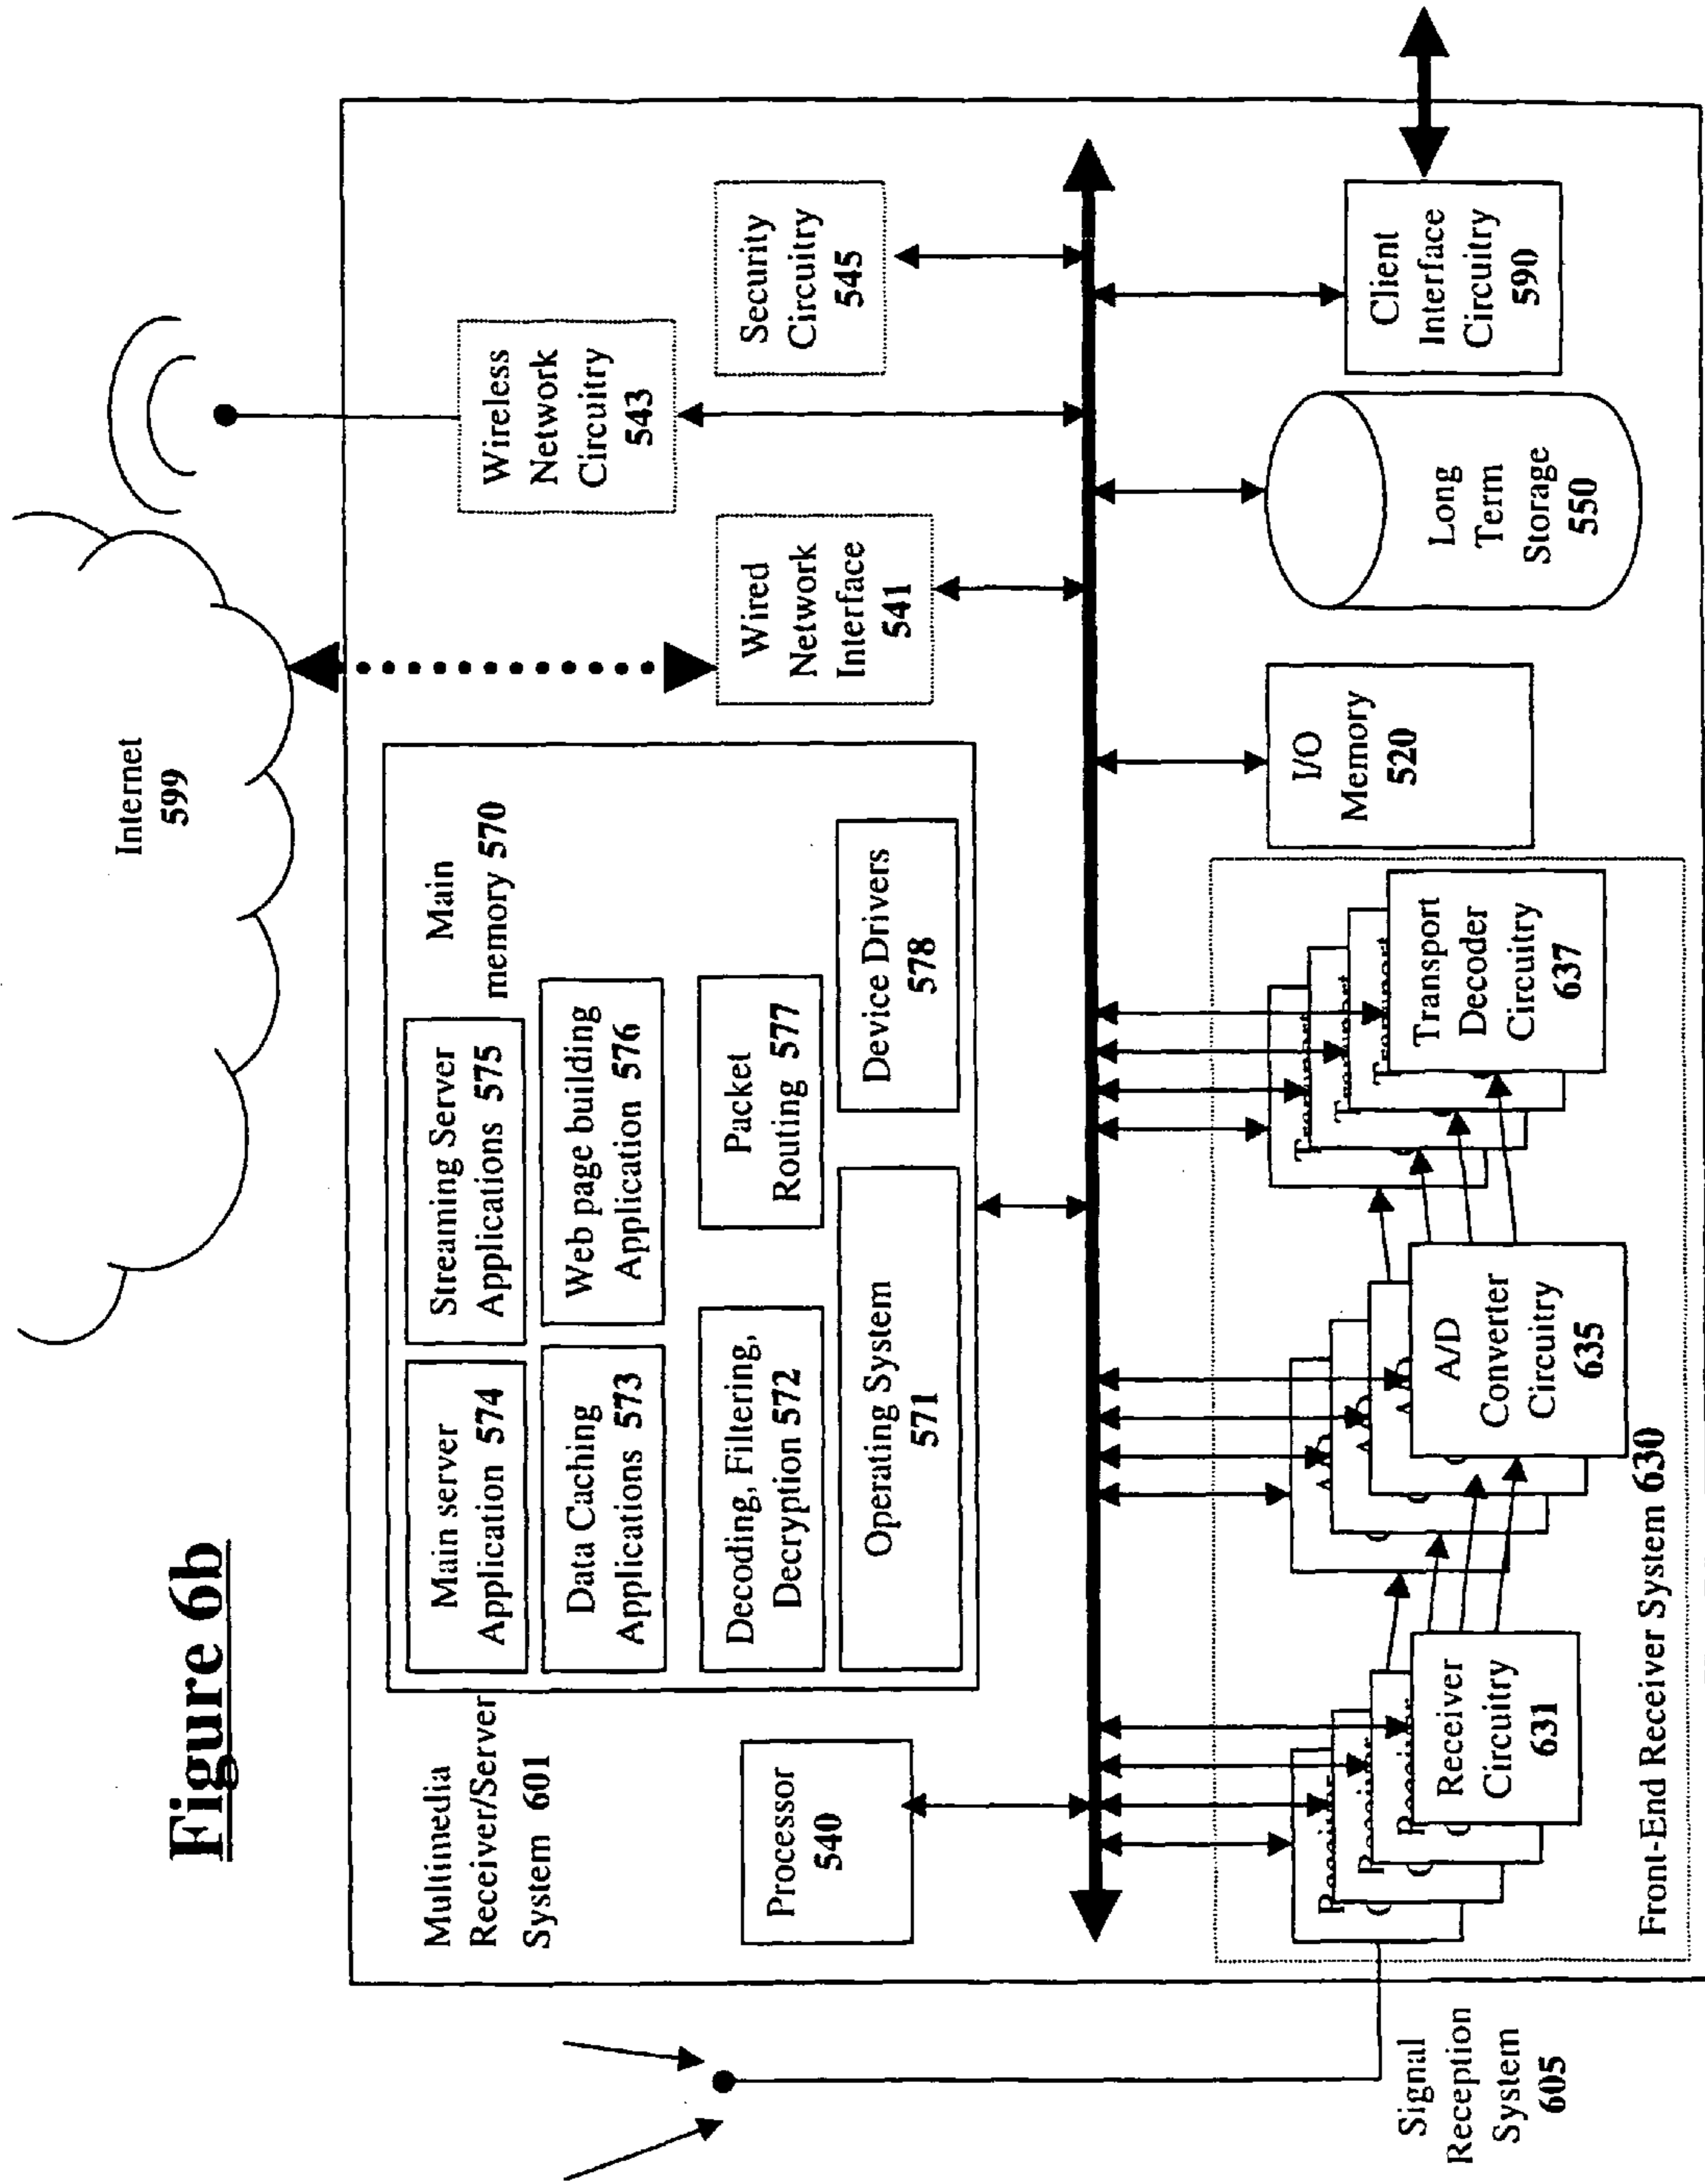 Figure 6b
Internet
599
Multimedia
Receiver/Server
System 601
Main server
Application 574
Streaming Server
Applications 575
Main
memory 570
Data Caching
Applications 573
Web page building
Application 576
Decoding, Filtering,
Decryption 572
Packet
Routing 577
Operating System
571
Device Drivers
578
Processor
540
Wired
Network
Interface
541
Wireless
Network
Circuitry
543
Security
Circuitry
545
Signal
Reception
System
605
Receiver
Circuitry
631
A/D
Converter
Circuitry
635
Transport
Decoder
Circuitry
637
Front-End Receiver System 630
I/O
Memory
520
Long
Term
Storage
550
Client
Interface
Circuitry
590